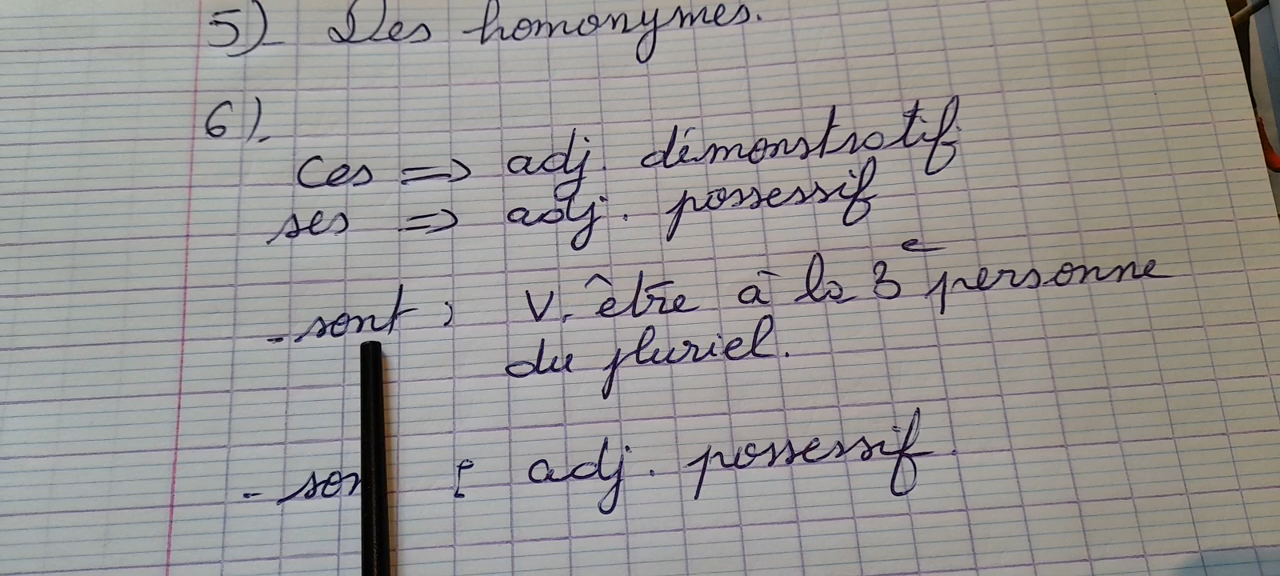 5) Des homonymes.
6).
Ces => adj. démonstratif
ses => adj. possessif
- sont : V. être à la 3e personne
du pluriel.
- son : adj. possessif.